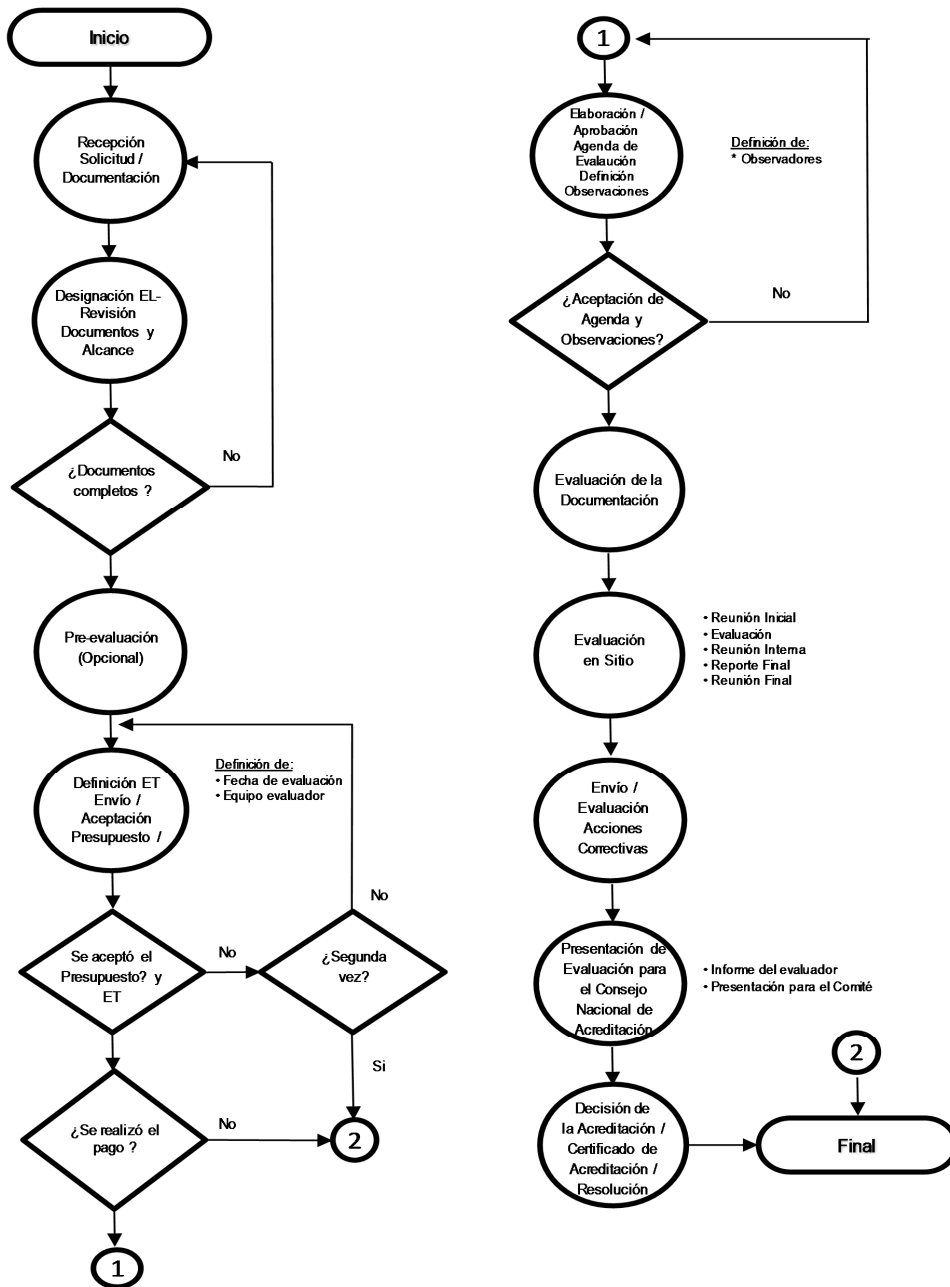 Inicio
Recepción
Solicitud /
Documentación
Designación EL-
Revisión
Documentos y
Alcance
¿Documentos
completos ?
No
Pre-evaluación
(Opcional)
Definición de:
• Fecha de evaluación
• Equipo evaluador
Definición ET
Envío /
Aceptación
Presupuesto /
Se aceptó el
Presupuesto? y
ET
No
¿Segunda
vez?
No
Si
¿Se realizó el
pago ?
No
2
1
1
Elaboración /
Aprobación
Agenda de
Evalaución
Definición
Observaciones
Definición de:
* Observadores
¿Aceptación de
Agenda y
Observaciones?
No
Evaluación de la
Documentación
Evaluación
en Sitio
• Reunión Inicial
• Evaluación
• Reunión Interna
• Reporte Final
• Reunión Final
Envío /
Evaluación
Acciones
Correctivas
Presentación de
Evaluación para
el Consejo
Nacional de
Acreditación
• Informe del evaluador
• Presentación para el Comité
2
Decisión de
la Acreditación /
Certificado de
Acreditación /
Resolución
Final